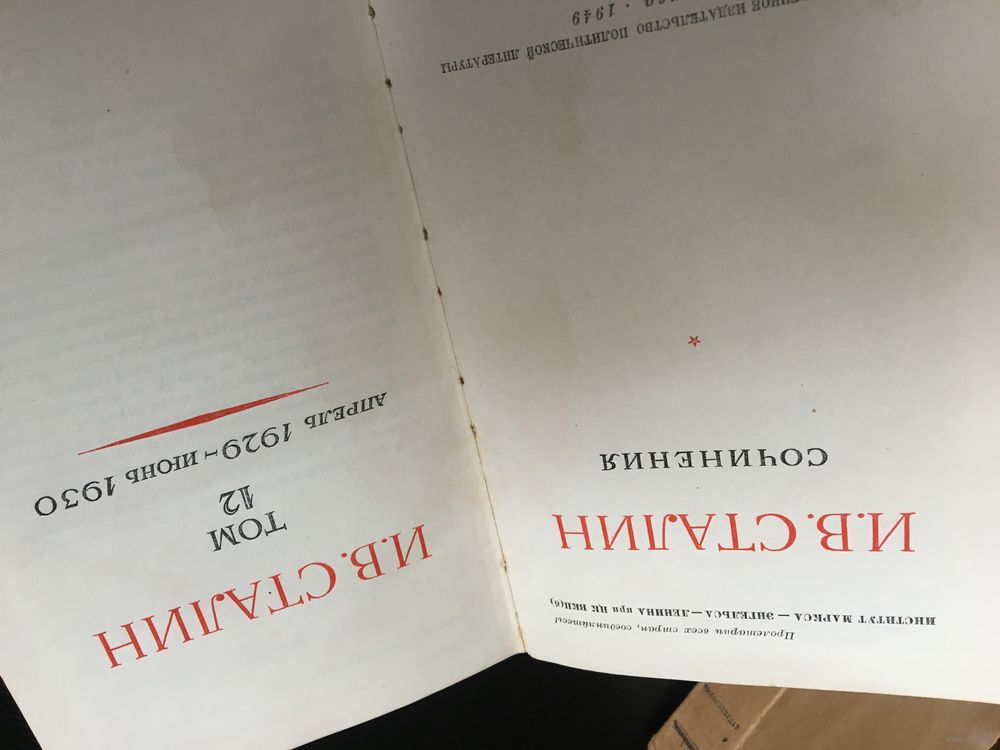 Пролетарии всех стран, соединяйтесь!
ИНСТИТУТ МАРКСА — ЭНГЕЛЬСА — ЛЕНИНА при ЦК ВКП(б)
И.В.СТАЛИН
СОЧИНЕНИЯ
ИЗДАТЕЛЬСТВО ПОЛИТИЧЕСКОЙ ЛИТЕРАТУРЫ
· 1949
И.В.СТАЛИН
ТОМ
12
АПРЕЛЬ 1929 – ИЮНЬ 1930